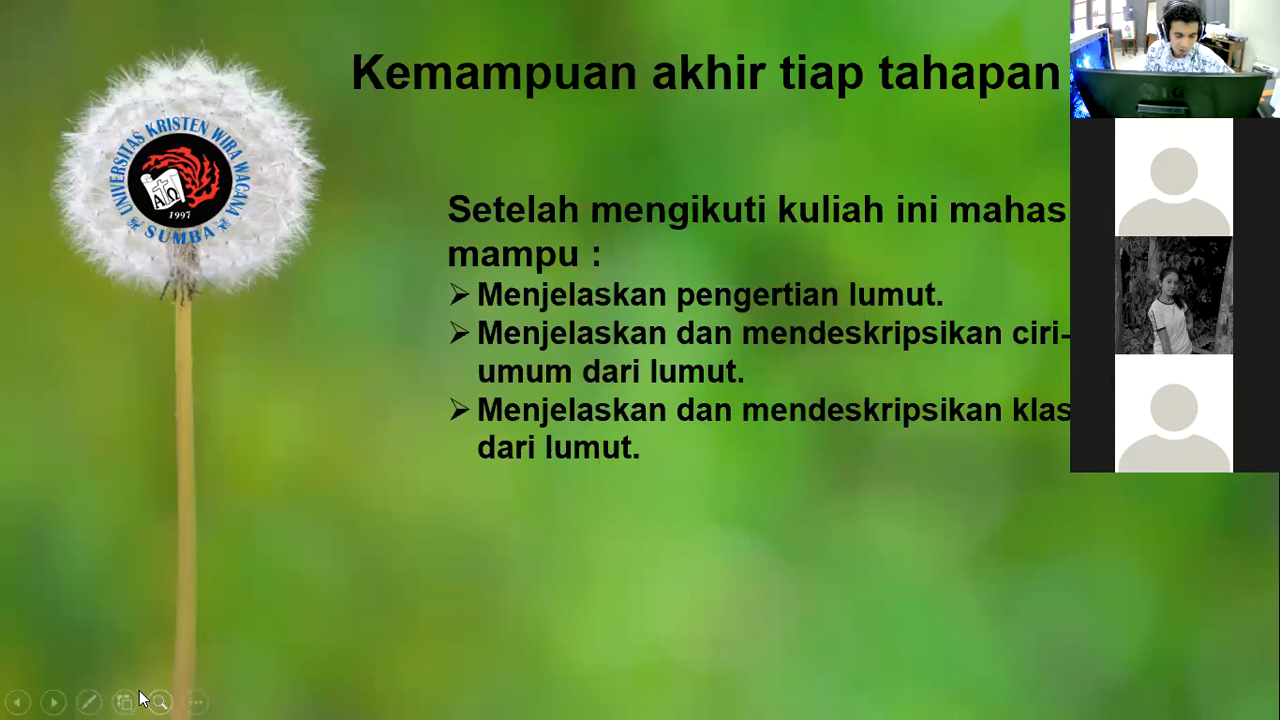 Kemampuan akhir tiap tahapan
UNIVERSITAS KRISTEN WIRA WACANA
SUMBA
Α Ω
1997
Setelah mengikuti kuliah ini mahas
mampu :
➢ Menjelaskan pengertian lumut.
➢ Menjelaskan dan mendeskripsikan ciri-
umum dari lumut.
➢ Menjelaskan dan mendeskripsikan klas
dari lumut.